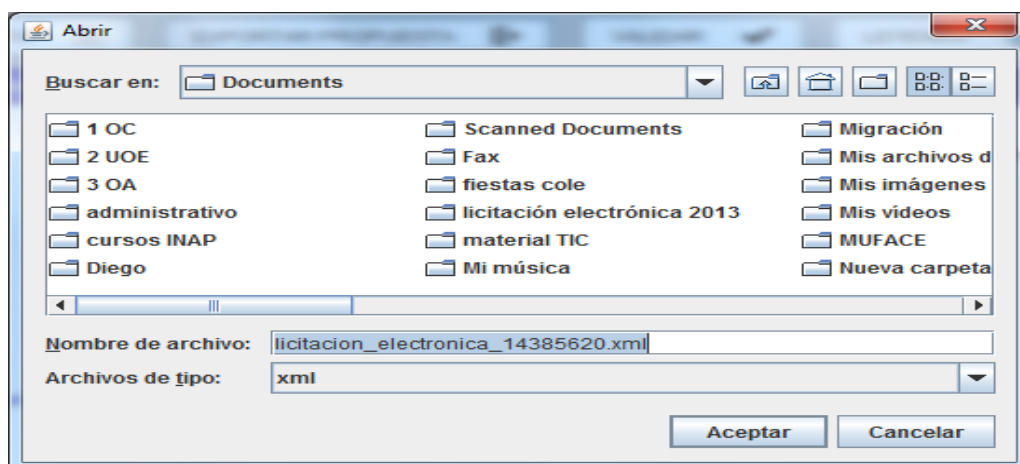 Abrir
Buscar en: Documents
1 OC Scanned Documents Migración
2 UOE Fax Mis archivos d
3 OA fiestas cole Mis imágenes
administrativo licitación electrónica 2013 Mis vídeos
cursos INAP material TIC MUFACE
Diego Mi música Nueva carpeta
Nombre de archivo: licitacion_electronica_14385620.xml
Archivos de tipo: xml
Aceptar Cancelar